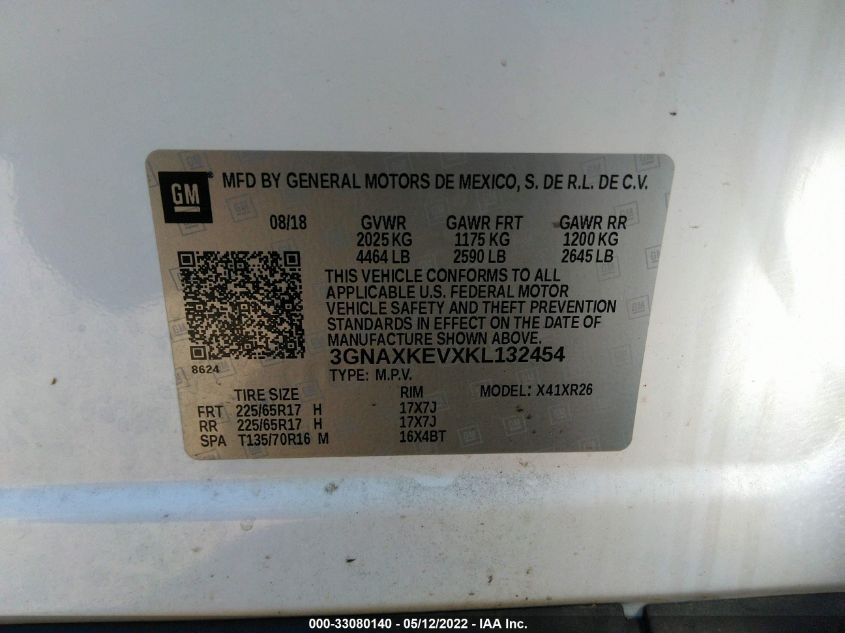 GM MFD BY GENERAL MOTORS DE MEXICO, S. DE R.L. DE C.V.
08/18 GVWR GAWR FRT GAWR RR
2025 KG 1175 KG 1200 KG
4464 LB 2590 LB 2645 LB
THIS VEHICLE CONFORMS TO ALL
APPLICABLE U.S. FEDERAL MOTOR
VEHICLE SAFETY AND THEFT PREVENTION
STANDARDS IN EFFECT ON THE DATE OF
MANUFACTURE SHOWN ABOVE.
3GNAXKEVXKL132454
8624 TYPE: M.P.V.
TIRE SIZE RIM MODEL: X41XR26
FRT 225/65R17 H 17X7J
RR 225/65R17 H 17X7J
SPA T135/70R16 M 16X4BT
000-33080140 - 05/12/2022 - IAA Inc.